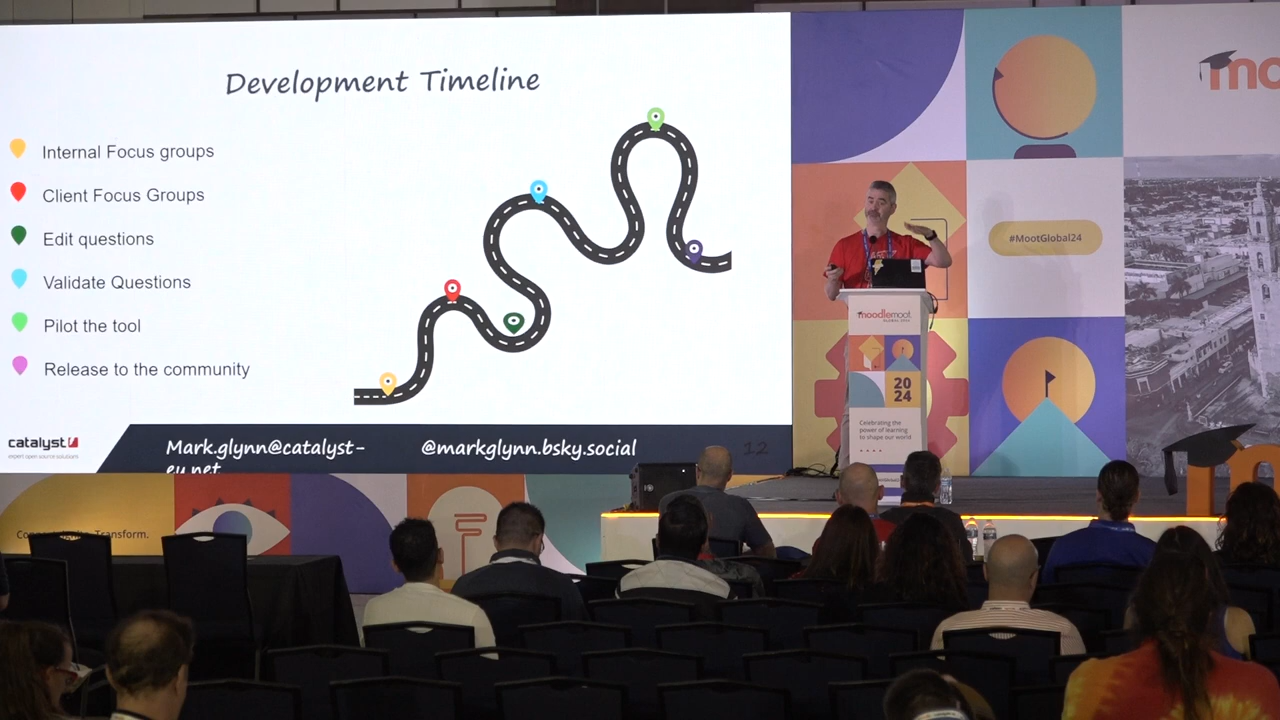 Development Timeline
Internal Focus groups
Client Focus Groups
Edit questions
Validate Questions
Pilot the tool
Release to the community
catalyst
expert open source solutions
Mark.glynn@catalyst-
eu.net
@markglynn.bsky.social
12
#MootGlobal24
moodlemoot
20
24
Celebrating the
power of learning
to shape our world
Transform.